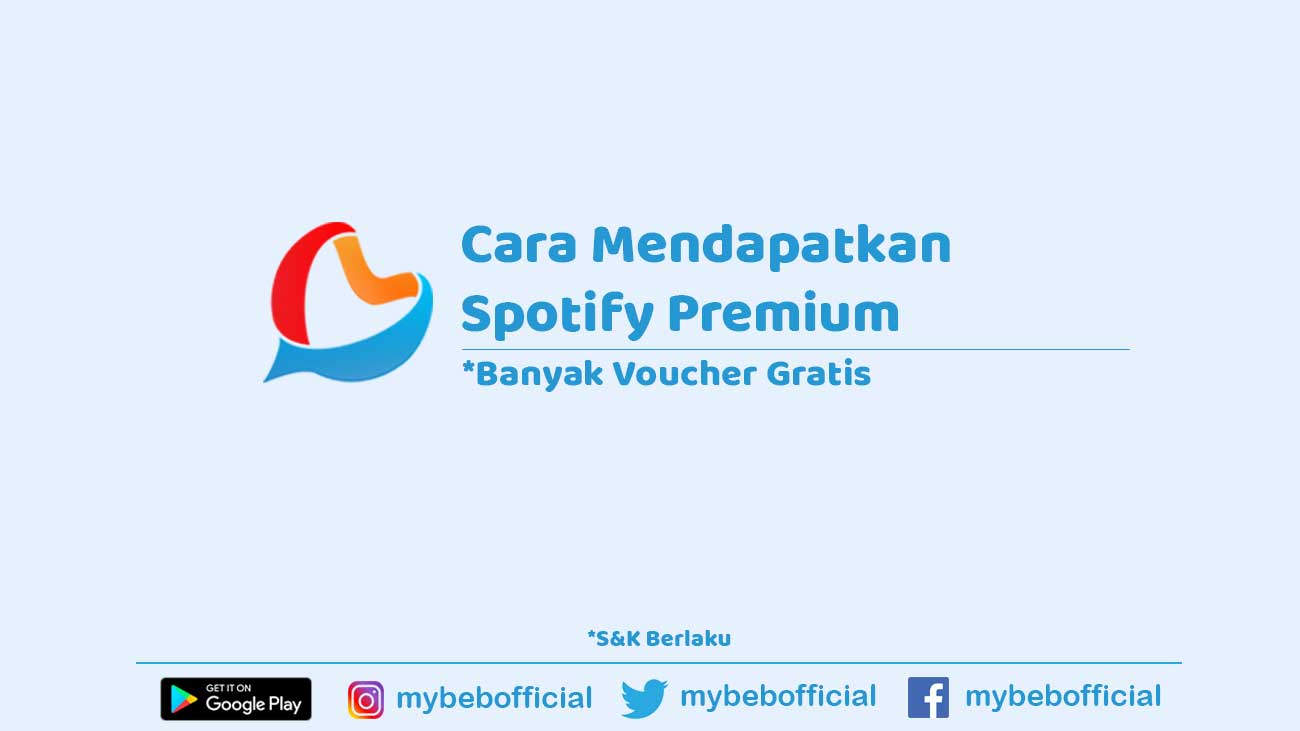 Cara Mendapatkan
Spotify Premium
*Banyak Voucher Gratis
*S&K Berlaku
GET IT ON
Google Play
mybebofficial
mybebofficial
mybebofficial